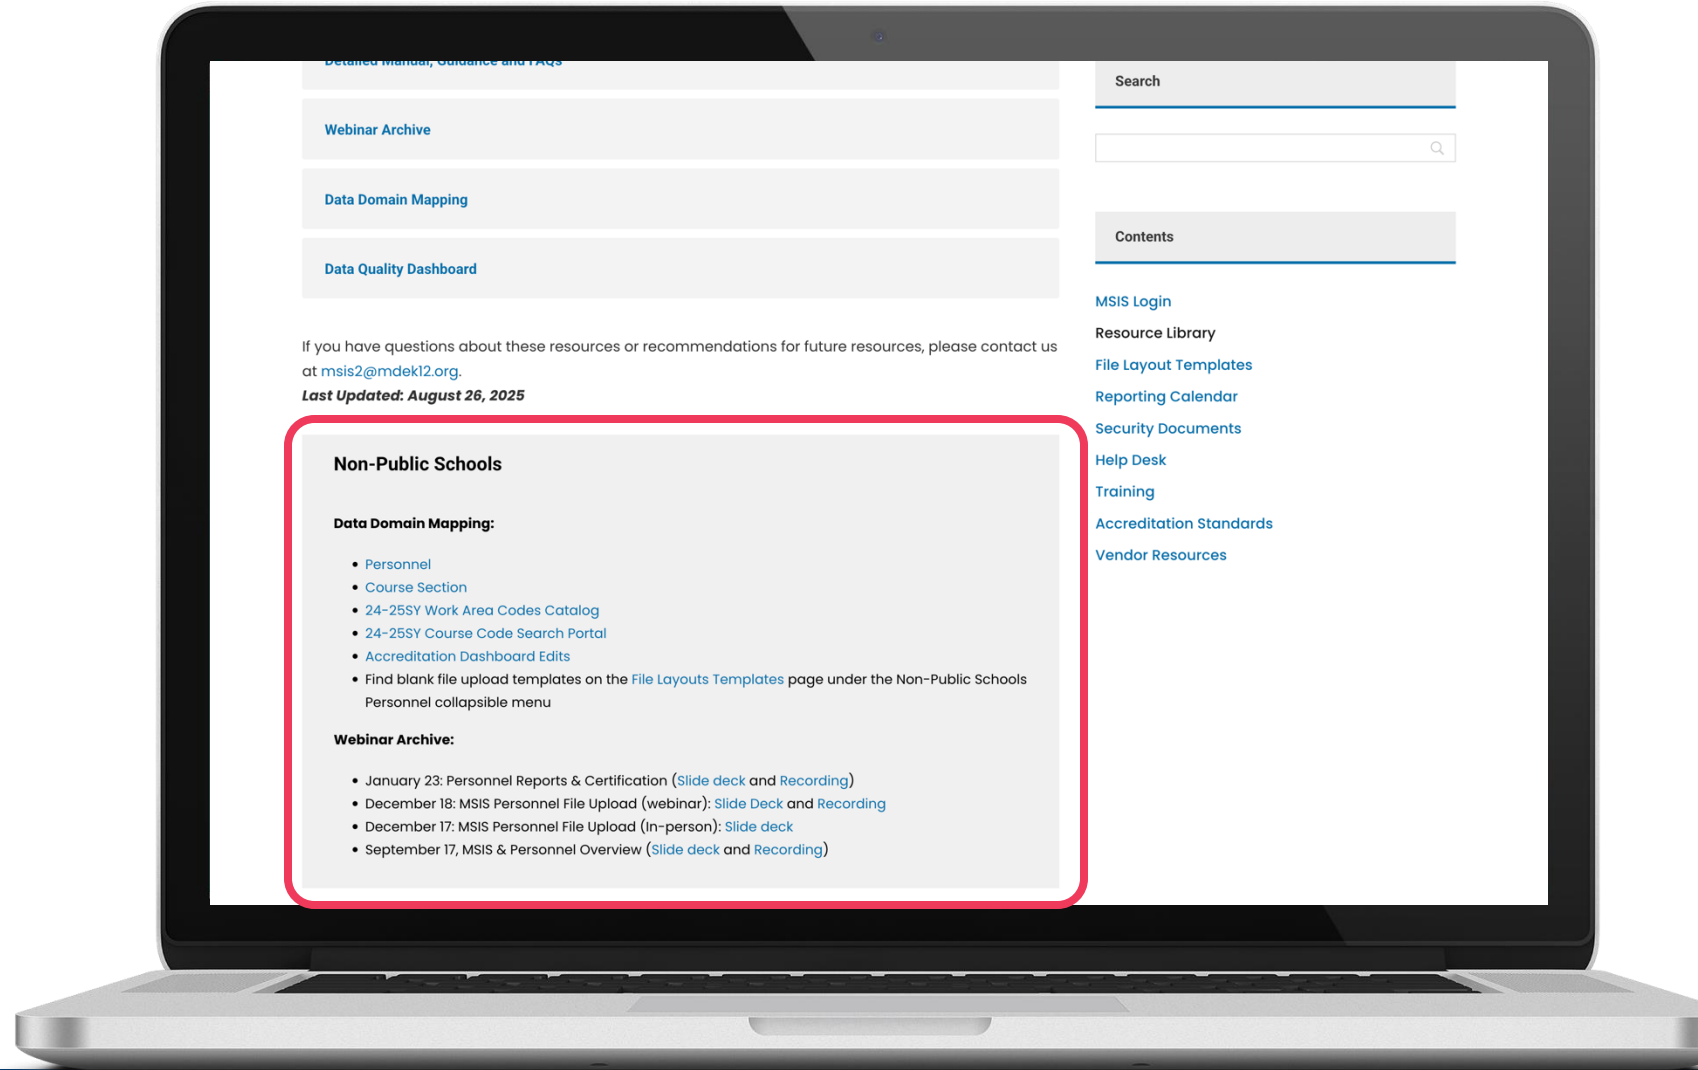 Detailed Manual, Guidance and FAQs
Webinar Archive
Data Domain Mapping
Data Quality Dashboard
If you have questions about these resources or recommendations for future resources, please contact us
at msis2@mdek12.org.
Last Updated: August 26, 2025
Non-Public Schools
Data Domain Mapping:
• Personnel
• Course Section
• 24-25SY Work Area Codes Catalog
• 24-25SY Course Code Search Portal
• Accreditation Dashboard Edits
• Find blank file upload templates on the File Layouts Templates page under the Non-Public Schools
Personnel collapsible menu
Webinar Archive:
• January 23: Personnel Reports & Certification (Slide deck and Recording)
• December 18: MSIS Personnel File Upload (webinar): Slide Deck and Recording
• December 17: MSIS Personnel File Upload (In-person): Slide deck
• September 17, MSIS & Personnel Overview (Slide deck and Recording)
Search
Contents
MSIS Login
Resource Library
File Layout Templates
Reporting Calendar
Security Documents
Help Desk
Training
Accreditation Standards
Vendor Resources